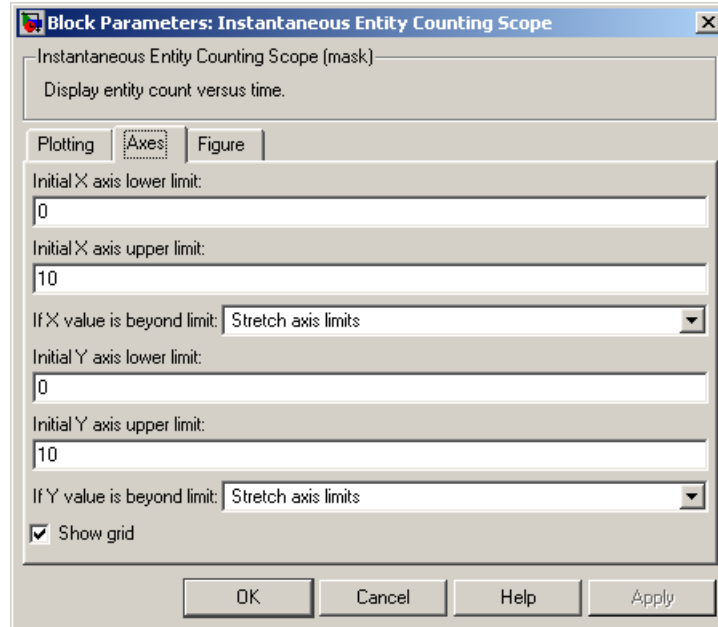 Block Parameters: Instantaneous Entity Counting Scope
Instantaneous Entity Counting Scope (mask)
Display entity count versus time.
Plotting Axes Figure
Initial X axis lower limit:
0
Initial X axis upper limit:
10
If X value is beyond limit: Stretch axis limits
Initial Y axis lower limit:
0
Initial Y axis upper limit:
10
If Y value is beyond limit: Stretch axis limits
Show grid
OK Cancel Help Apply